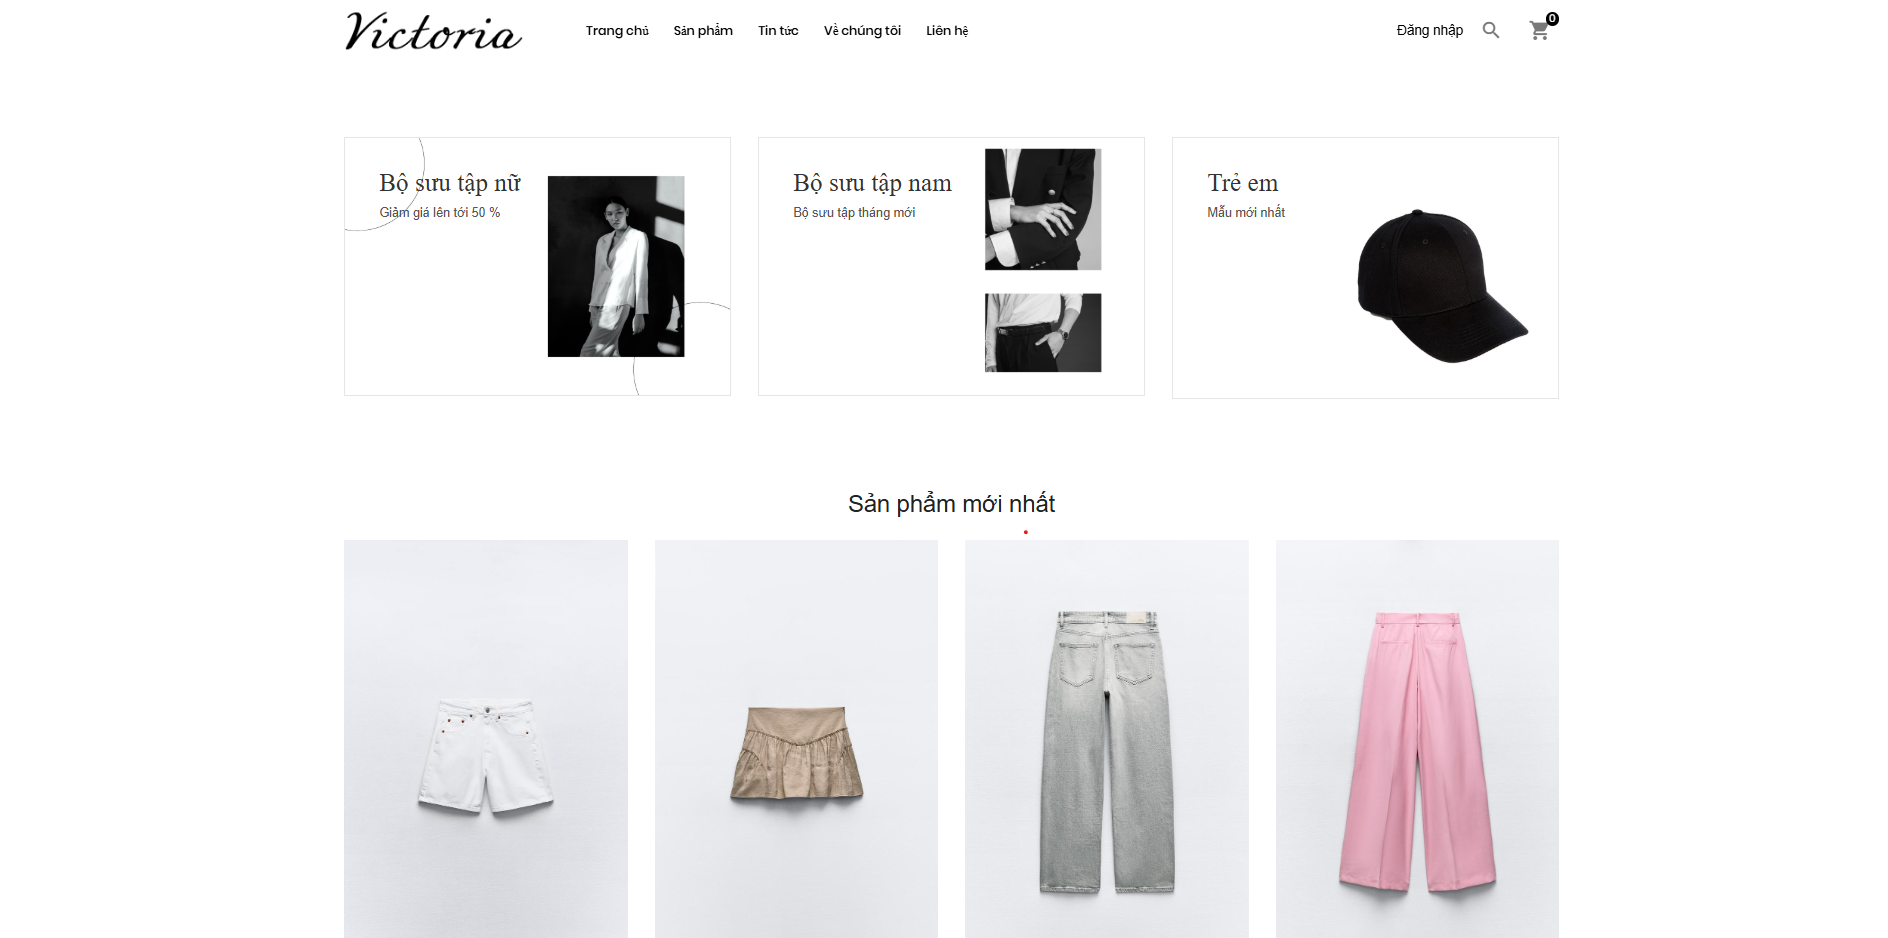 Victoria
Trang chủ Sản phẩm Tin tức Về chúng tôi Liên hệ
Đăng nhập
0
Bộ sưu tập nữ
Giảm giá lên tới 50 %
Bộ sưu tập nam
Bộ sưu tập tháng mới
Trẻ em
Mẫu mới nhất
Sản phẩm mới nhất